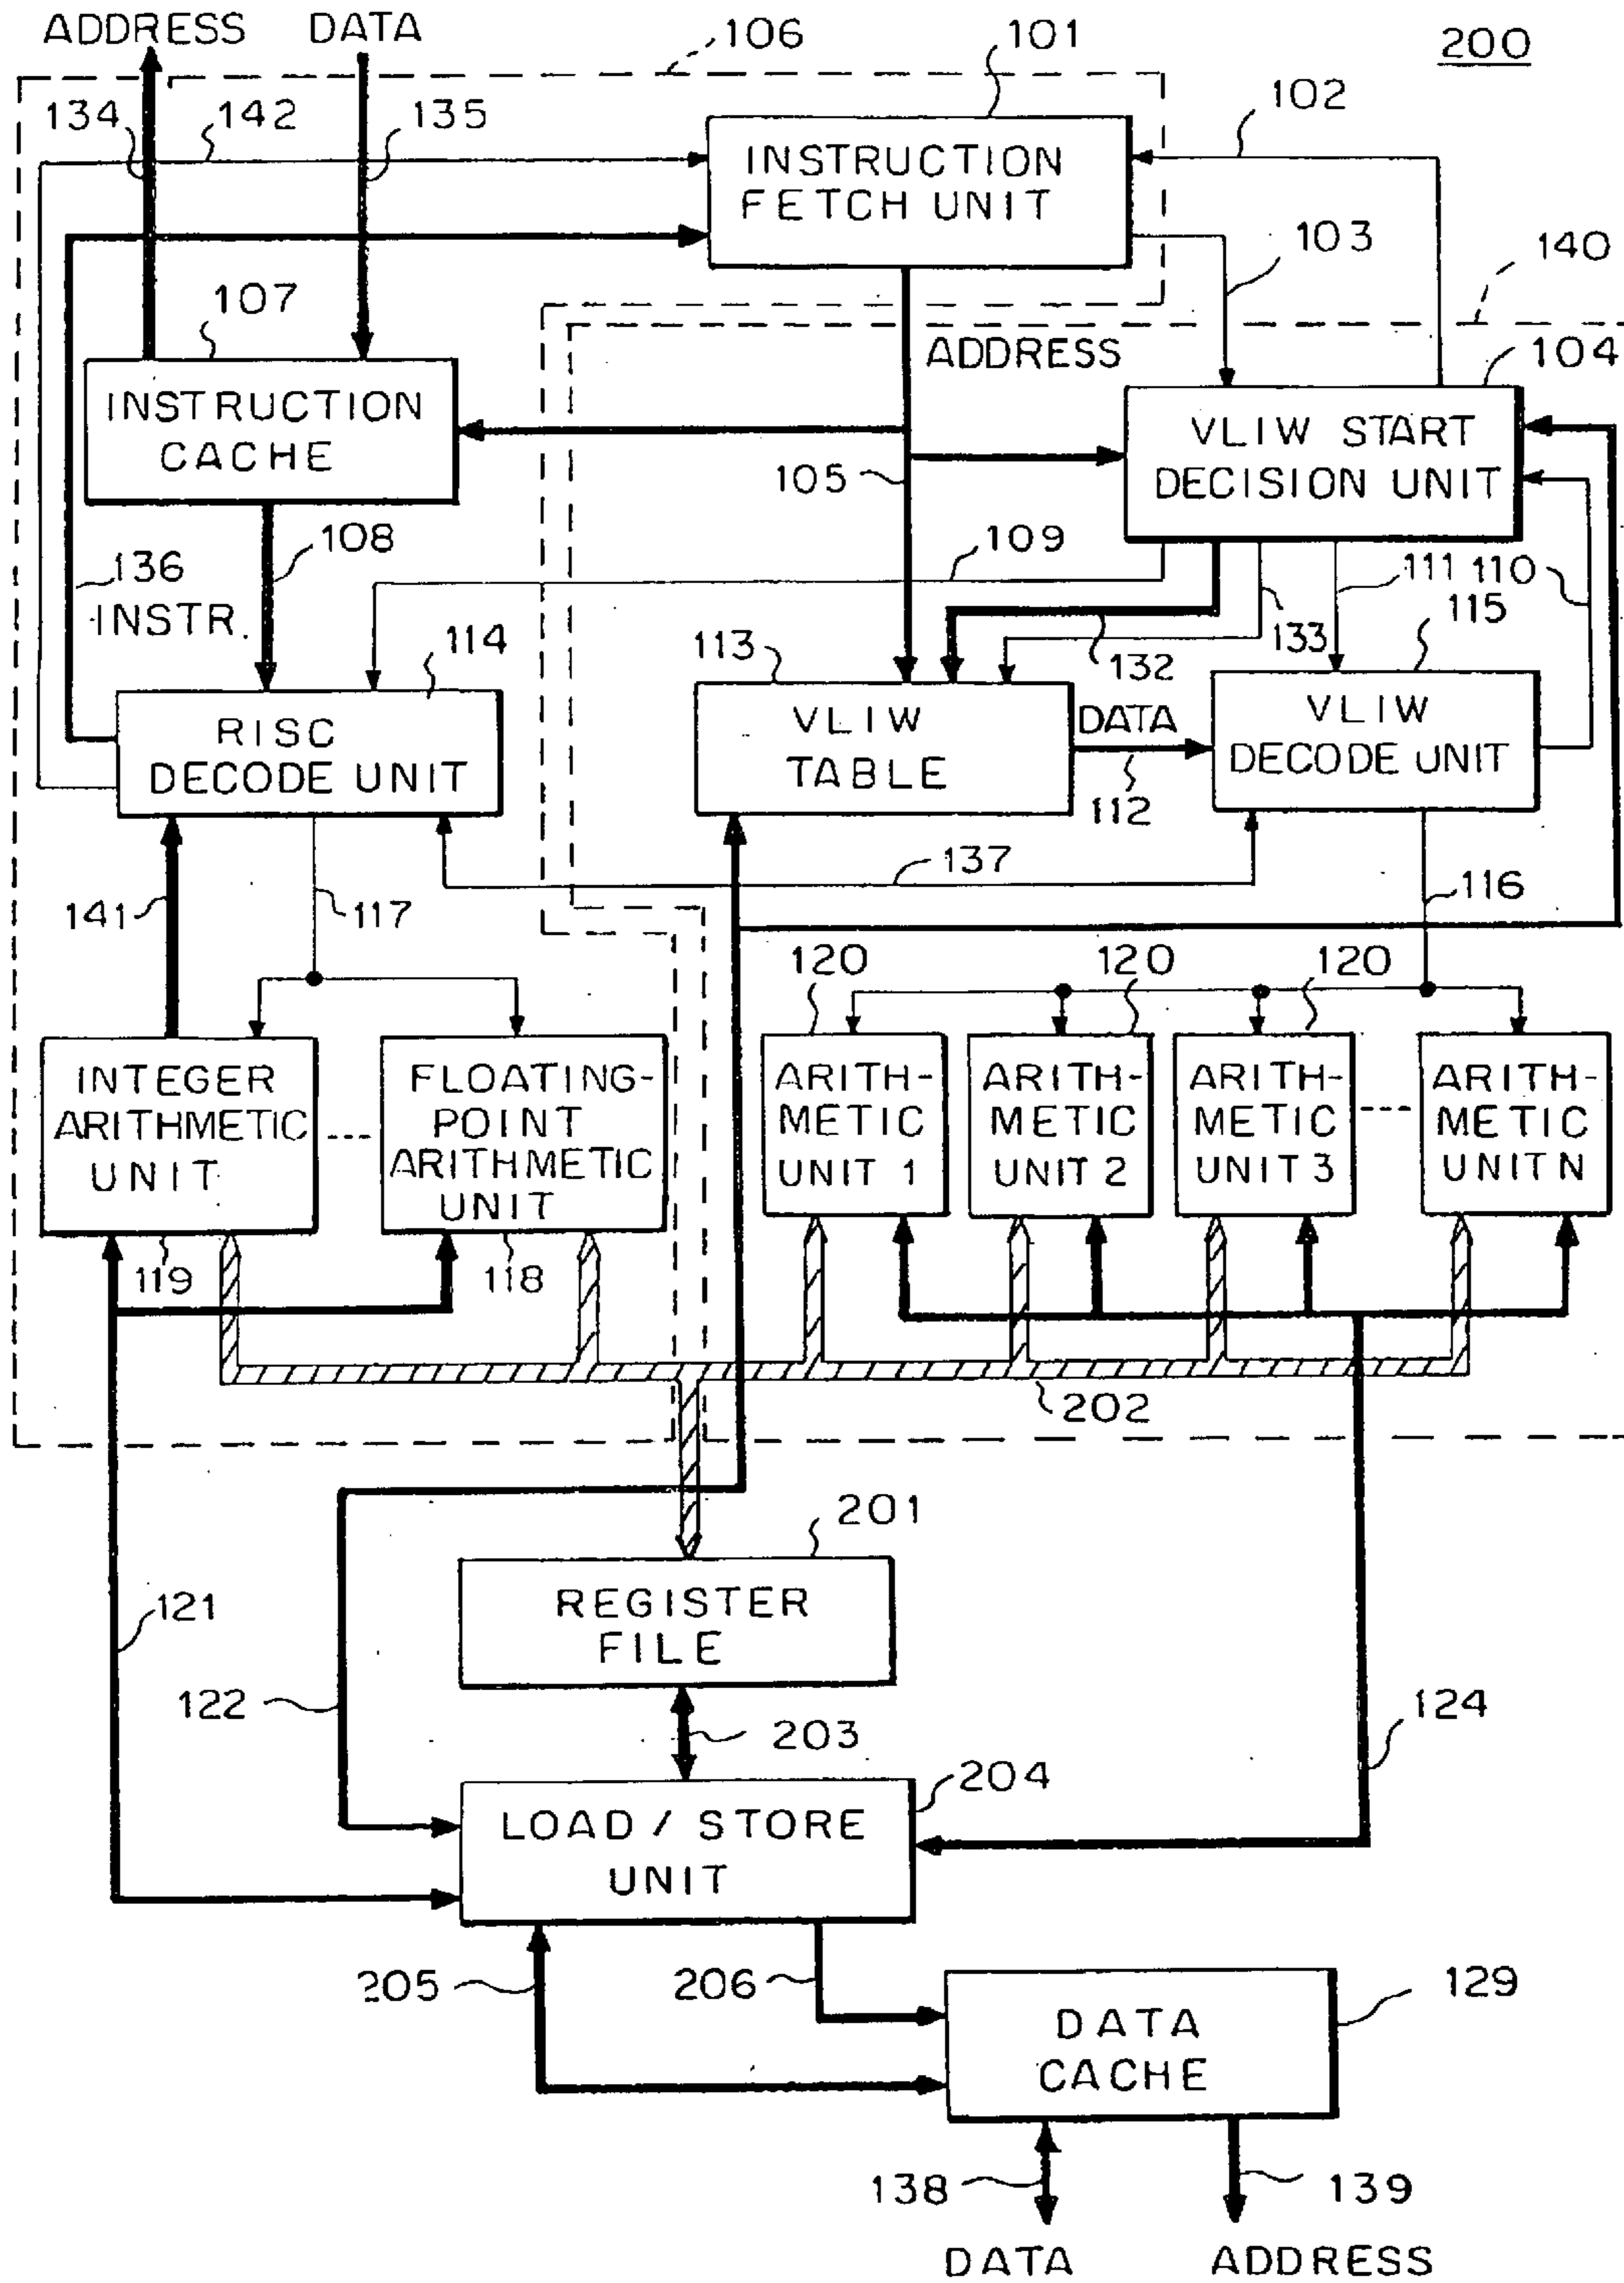 ADDRESS
DATA
106
101
200
134
142
135
102
INSTRUCTION
FETCH UNIT
103
140
107
ADDRESS
104
INSTRUCTION
CACHE
VLIW START
DECISION UNIT
105
108
109
136
INSTR.
111
110
115
114
113
132
133
RISC
DECODE UNIT
VLIW
TABLE
DATA
112
VLIW
DECODE UNIT
137
141
117
116
120
120
120
INTEGER
ARITHMETIC
UNIT
---
FLOATING-
POINT
ARITHMETIC
UNIT
ARITH-
METIC
UNIT 1
ARITH-
METIC
UNIT 2
ARITH-
METIC
UNIT 3
---
ARITH-
METIC
UNIT N
119
118
202
201
REGISTER
FILE
121
122
203
124
204
LOAD / STORE
UNIT
205
206
129
DATA
CACHE
138
139
DATA
ADDRESS